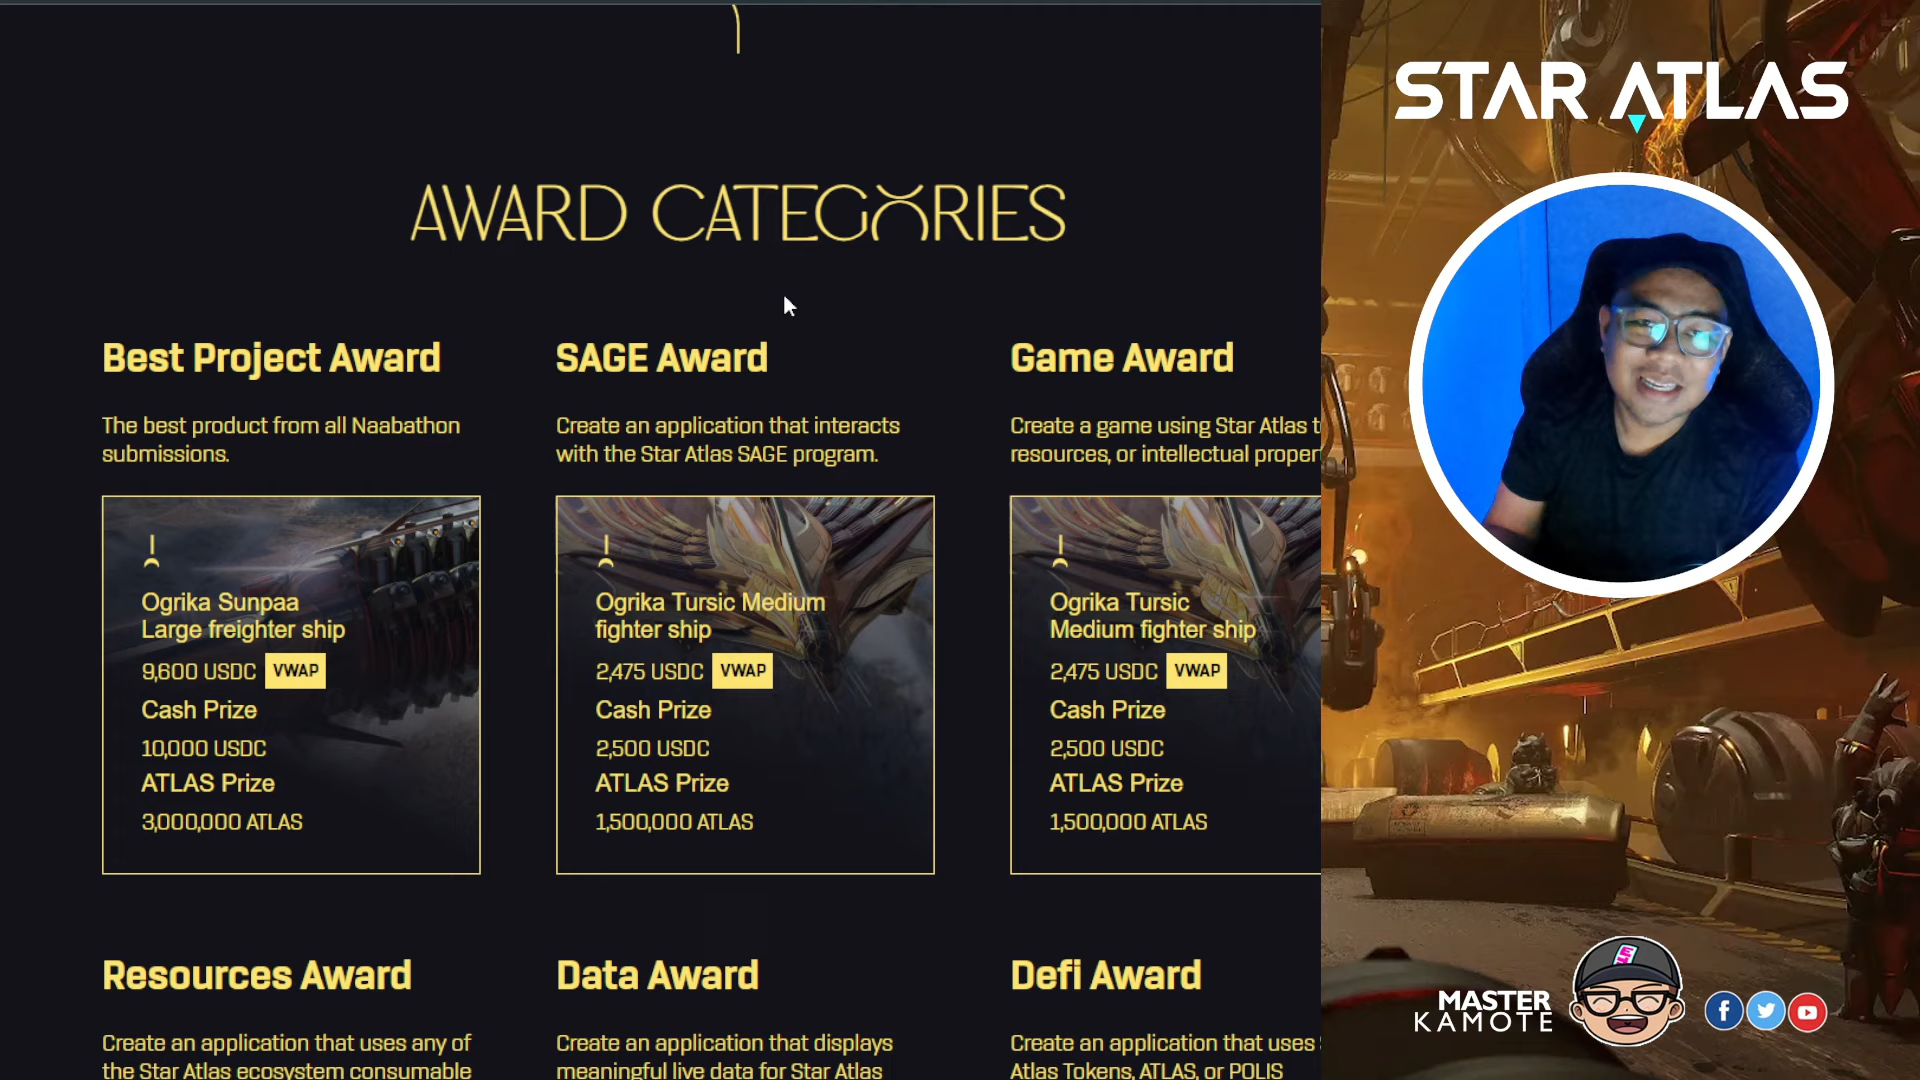 AWARD CATEGORIES
Best Project Award
The best product from all Naabathon
submissions.
Ogrika Sunpaa
Large freighter ship
9,600 USDC VWAP
Cash Prize
10,000 USDC
ATLAS Prize
3,000,000 ATLAS
SAGE Award
Create an application that interacts
with the Star Atlas SAGE program.
Ogrika Tursic Medium
fighter ship
2,475 USDC VWAP
Cash Prize
2,500 USDC
ATLAS Prize
1,500,000 ATLAS
Game Award
Create a game using Star Atlas t
resources, or intellectual proper
Ogrika Tursic
Medium fighter ship
2,475 USDC VWAP
Cash Prize
2,500 USDC
ATLAS Prize
1,500,000 ATLAS
Resources Award
Create an application that uses any of
the Star Atlas ecosystem consumable
Data Award
Create an application that displays
meaningful live data for Star Atlas
Defi Award
Create an application that uses
Atlas Tokens, ATLAS, or POLIS
STAR ATLAS
MASTER
KAMOTE